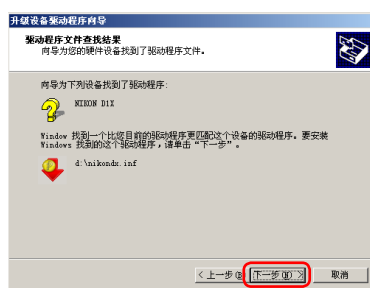 升级设备驱动程序向导
驱动程序文件查找结果
向导为您的硬件设备找到了驱动程序文件。
向导为下列设备找到了驱动程序:
NIKON D1X
Window 找到一个比您目前的驱动程序更匹配这个设备的驱动程序。要安装
Windows 找到的这个驱动程序，请单击“下一步”。
d:\nikondx.inf
<上一步(B) 下一步(N)> 取消